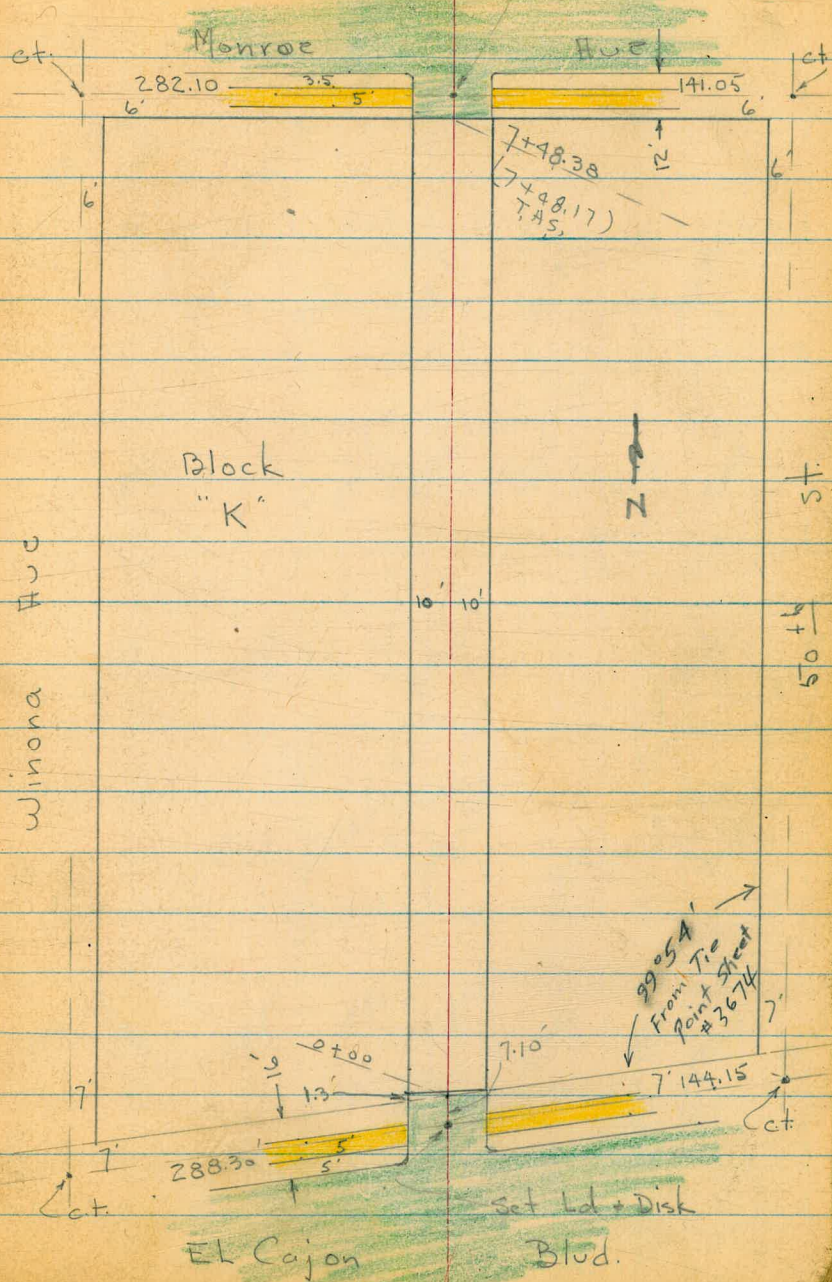 Monroe Ave
ct.
ct
282.10
3.5
5'
141.05
6'
6'
12'
6'
6'
7+48.38
(7+48.17)
T.A.S.
Block
"K"
N
Winona Ave
50th St.
10' 10'
99°54'
From Tie
Point Sheet
#3674
7'
0+00
7.10'
1.3'
7' 144.15
7'
7'
5'
5'
288.30
ct.
ct.
Set Ld + Disk
EL Cajon Blvd.